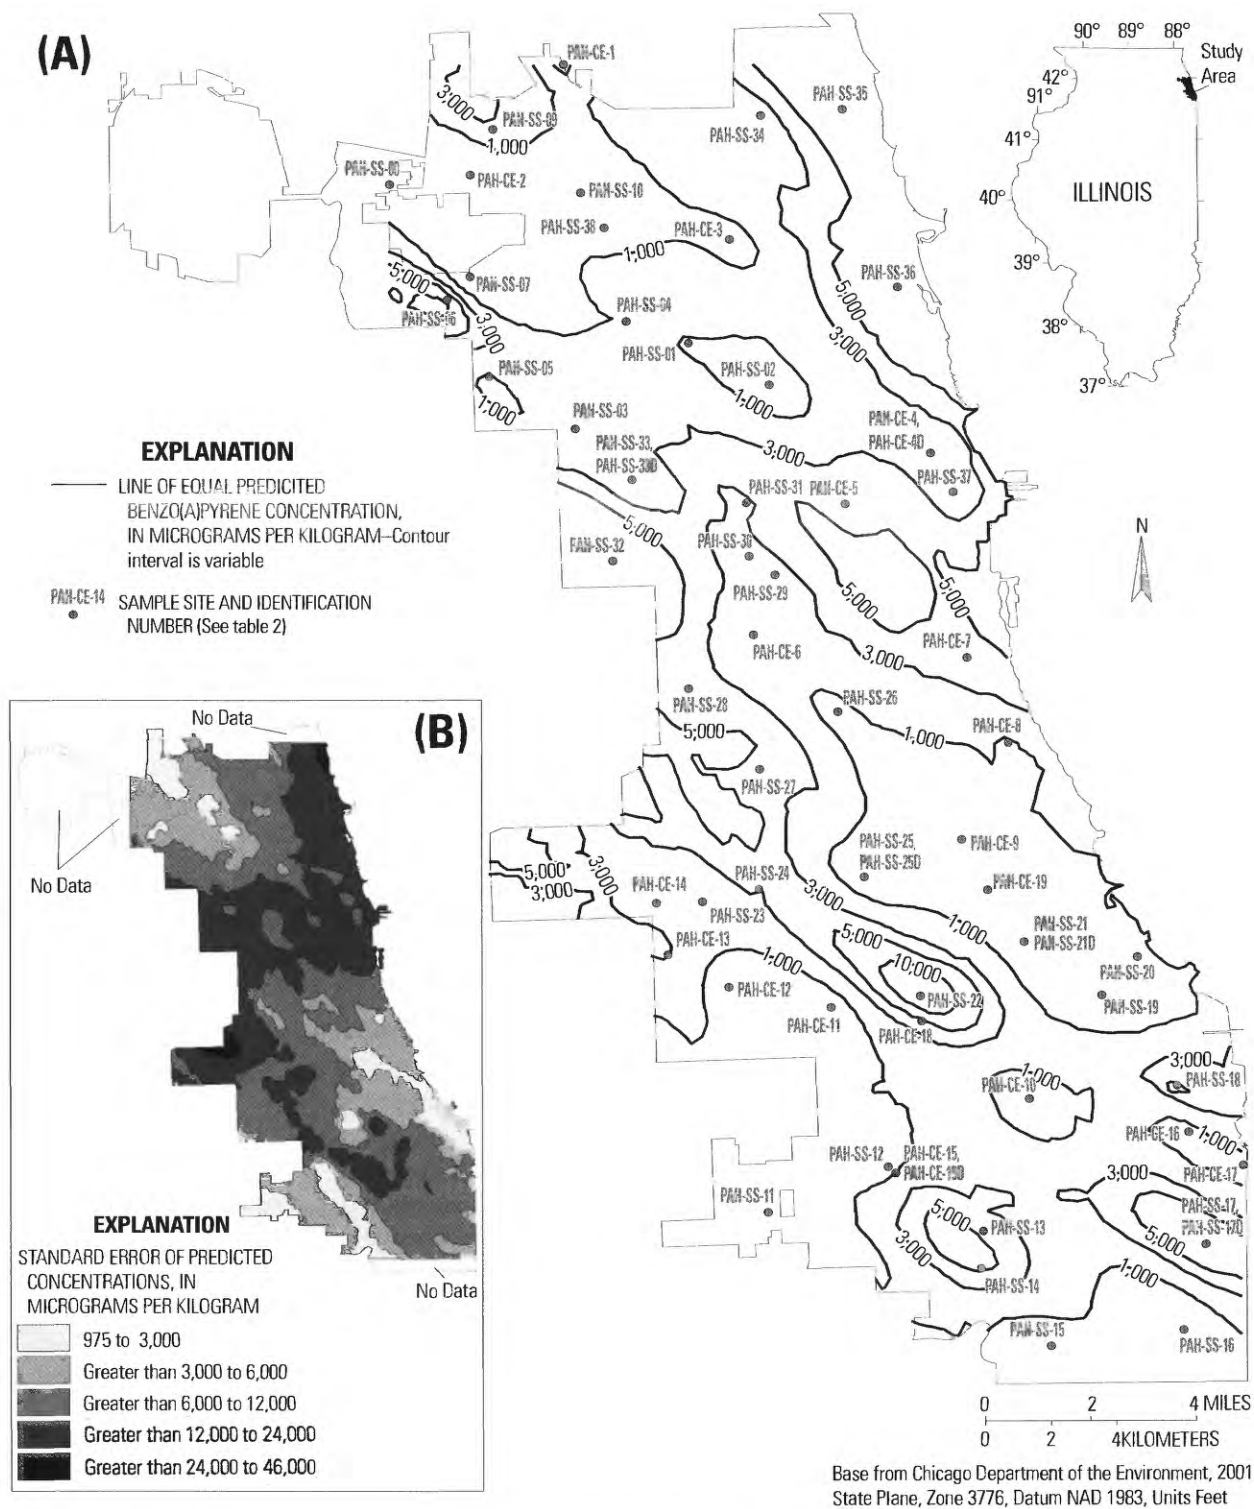 (A)
PAH-CE-1
PAH-SS-35
PAH-SS-34
3,000
PAH-SS-09
1,000
PAH-SS-00
PAH-CE-2
PAH-SS-10
PAH-SS-38
PAH-CE-3
1,000
PAH-SS-36
5,000
PAH-SS-07
5,000
3,000
PAH-SS-04
PAH-SS-06
3,000
PAH-SS-01
PAH-SS-02
PAH-SS-05
1,000
1,000
PAH-SS-03
PAH-CE-4,
PAH-CE-4D
PAH-SS-33,
PAH-SS-33D
3,000
PAH-SS-37
PAH-SS-31
PAH-CE-5
5,000
PAH-SS-32
PAH-SS-30
PAH-SS-29
5,000
5,000
PAH-CE-6
PAH-CE-7
3,000
PAH-SS-28
PAH-SS-26
5,000
1,000
PAH-CE-8
PAH-SS-27
PAH-SS-25,
PAH-SS-25D
PAH-CE-9
5,000
3,000
3,000
PAH-CE-14
PAH-SS-24
3,000
PAH-CE-19
PAH-SS-23
1,000
PAH-SS-21
PAH-SS-21D
PAH-CE-13
1,000
5,000
10,000
PAH-SS-20
PAH-CE-12
PAH-SS-22
PAH-SS-19
PAH-CE-11
PAH-CE-18
3,000
1,000
PAH-CE-10
PAH-SS-18
PAH-CE-16
1,000
PAH-SS-12
PAH-CE-15,
PAH-CE-15D
3,000
PAH-CE-17
PAH-SS-11
PAH-SS-17,
PAH-SS-17D
5,000
PAH-SS-13
5,000
3,000
PAH-SS-14
1,000
PAH-SS-15
PAH-SS-16
90° 89° 88°
Study
Area
42°
91°
41°
40°
ILLINOIS
39°
38°
37°
N
EXPLANATION
LINE OF EQUAL PREDICITED
BENZO(A)PYRENE CONCENTRATION,
IN MICROGRAMS PER KILOGRAM–Contour
interval is variable
PAH-CE-14
SAMPLE SITE AND IDENTIFICATION
NUMBER (See table 2)
(B)
No Data
No Data
No Data
EXPLANATION
STANDARD ERROR OF PREDICTED
CONCENTRATIONS, IN
MICROGRAMS PER KILOGRAM
975 to 3,000
Greater than 3,000 to 6,000
Greater than 6,000 to 12,000
Greater than 12,000 to 24,000
Greater than 24,000 to 46,000
0 2 4 MILES
0 2 4KILOMETERS
Base from Chicago Department of the Environment, 2001
State Plane, Zone 3776, Datum NAD 1983, Units Feet